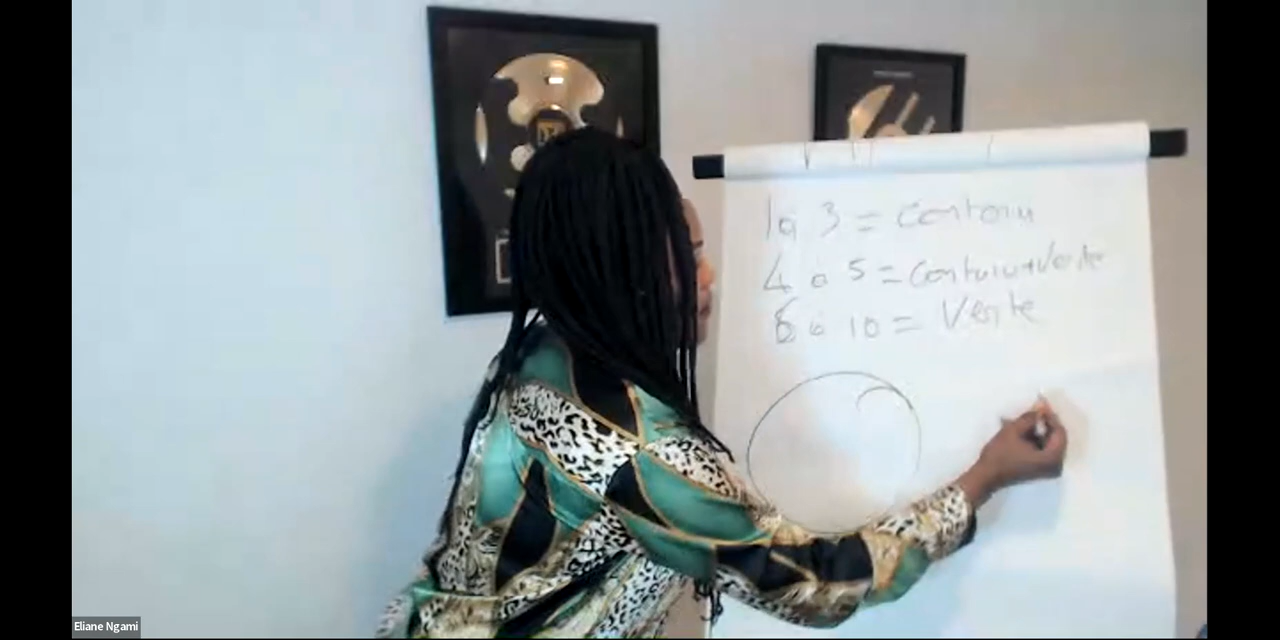 1 à 3 = Contenu
4 à 5 = Contenu+Vente
6 à 10 = Vente
Eliane Ngami